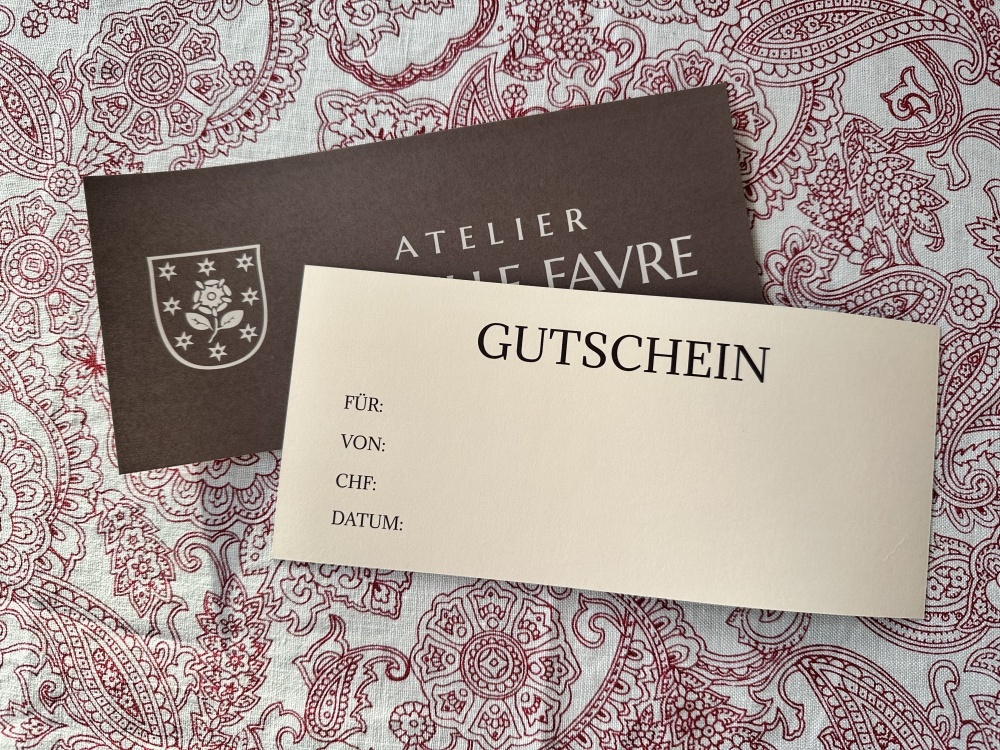 ATELIER
FAVRE
GUTSCHEIN
FÜR:
VON:
CHF:
DATUM: